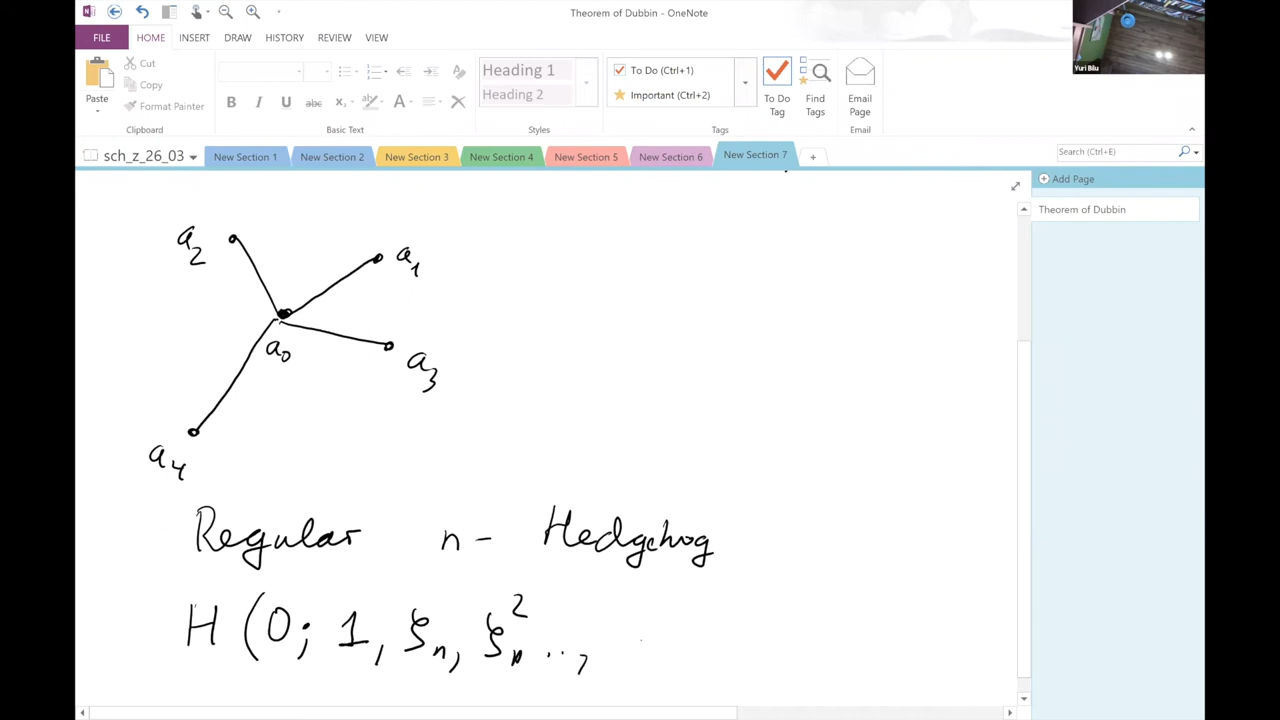 Theorem of Dubbin - OneNote
Yuri Bilu
FILE HOME INSERT DRAW HISTORY REVIEW VIEW
Paste
Cut
Copy
Format Painter
Clipboard
B I U abc x₂ A
Basic Text
Heading 1
Heading 2
Styles
To Do (Ctrl+1)
Important (Ctrl+2)
To Do Tag
Find Tags
Tags
Email Page
Email
sch_z_26_03
New Section 1 New Section 2 New Section 3 New Section 4 New Section 5 New Section 6 New Section 7 +
Search (Ctrl+E)
Add Page
Theorem of Dubbin
a₂
a₁
a₀
a₃
a₄
Regular n - Hedgehog
H (0; 1, ξₙ, ξₙ² ..,